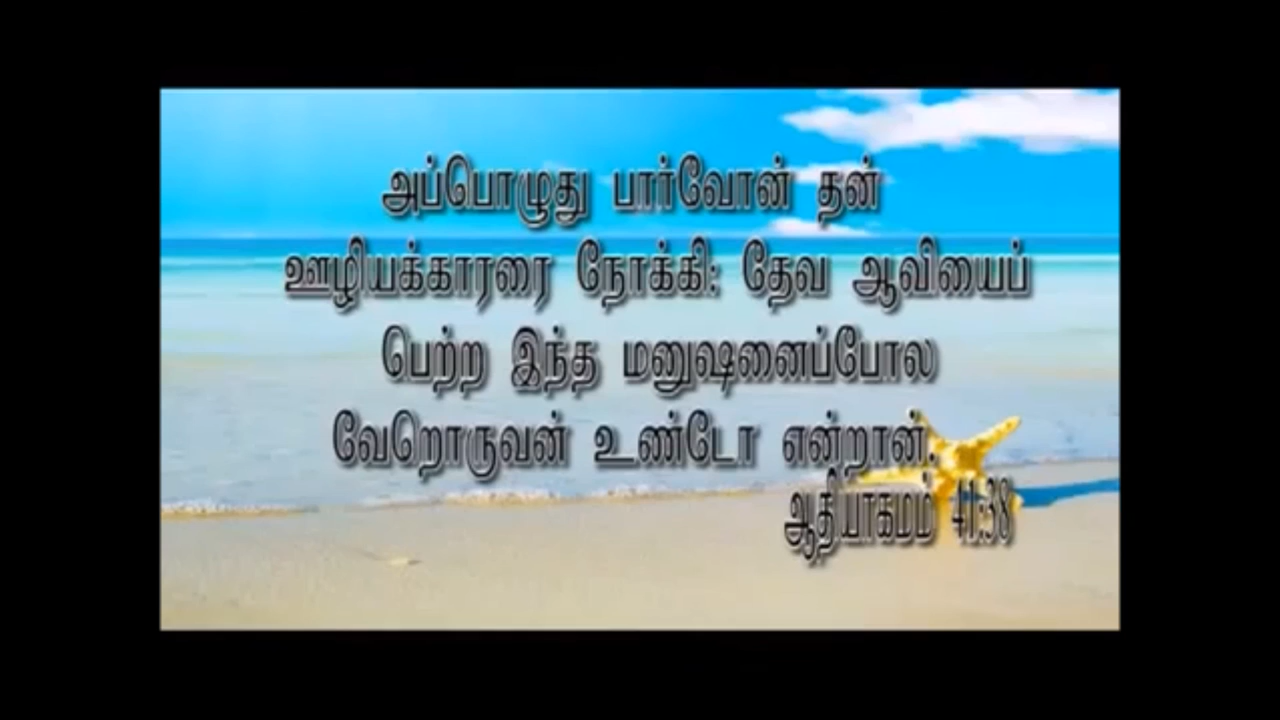 அப்பொழுது பார்வோன் தன்
ஊழியக்காரரை நோக்கி: தேவ ஆவியைப்
பெற்ற இந்த மனுஷனைப்போல
வேறொருவன் உண்டோ என்றான்.
ஆதியாகமம் 41:38